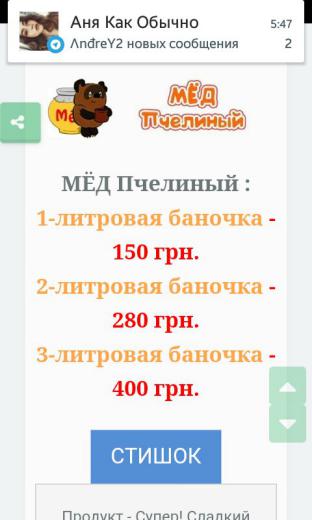 Аня Как Обычно
5:47
ΛnđreY2 новых сообщения
2
МЁД
Пчелиный
МЁД Пчелиный :
1-литровая баночка -
150 грн.
2-литровая баночка -
280 грн.
3-литровая баночка -
400 грн.
СТИШОК
Продукт - Супер! Сладкий